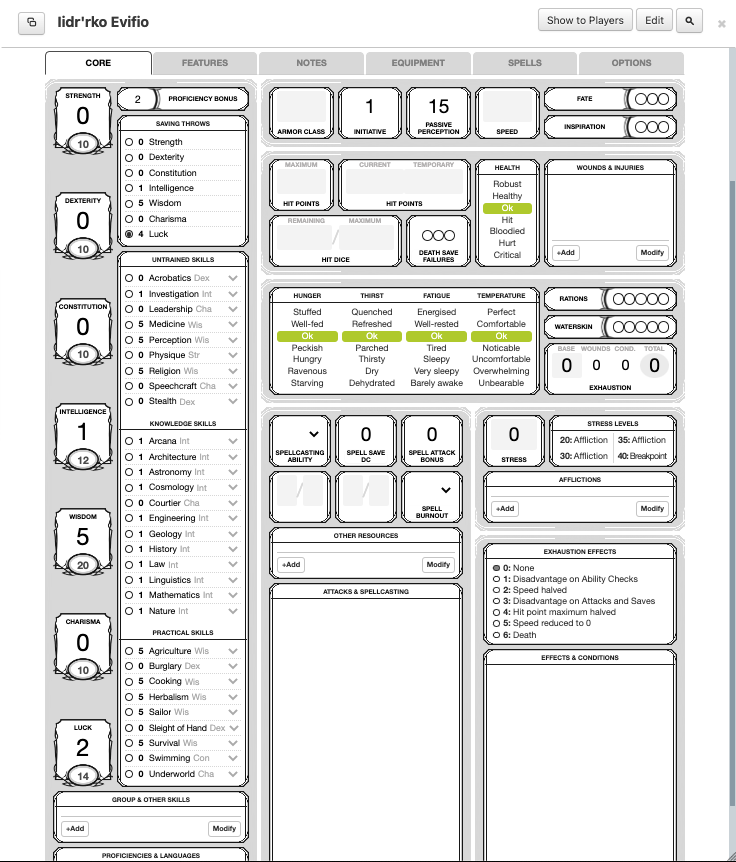 Iidr'rko Evifio
Show to Players Edit
CORE FEATURES NOTES EQUIPMENT SPELLS OPTIONS
STRENGTH
0
10
DEXTERITY
0
10
CONSTITUTION
0
10
INTELLIGENCE
1
12
WISDOM
5
20
CHARISMA
0
10
LUCK
2
14
2 PROFICIENCY BONUS
SAVING THROWS
0 Strength
0 Dexterity
0 Constitution
1 Intelligence
5 Wisdom
0 Charisma
4 Luck
UNTRAINED SKILLS
0 Acrobatics Dex
1 Investigation Int
0 Leadership Cha
5 Medicine Wis
5 Perception Wis
0 Physique Str
5 Religion Wis
0 Speechcraft Cha
0 Stealth Dex
KNOWLEDGE SKILLS
1 Arcana Int
1 Architecture Int
1 Astronomy Int
1 Cosmology Int
0 Courtier Cha
1 Engineering Int
1 Geology Int
1 History Int
1 Law Int
1 Linguistics Int
1 Mathematics Int
1 Nature Int
PRACTICAL SKILLS
5 Agriculture Wis
0 Burglary Dex
5 Cooking Wis
5 Herbalism Wis
5 Sailor Wis
0 Sleight of Hand Dex
5 Survival Wis
0 Swimming Con
0 Underworld Cha
GROUP & OTHER SKILLS
+Add Modify
PROFICIENCIES & LANGUAGES
ARMOR CLASS
1
INITIATIVE
15
PASSIVE
PERCEPTION
SPEED
FATE
INSPIRATION
MAXIMUM
HIT POINTS
CURRENT TEMPORARY
HIT POINTS
REMAINING / MAXIMUM
HIT DICE
DEATH SAVE
FAILURES
HEALTH
Robust
Healthy
Ok
Hit
Bloodied
Hurt
Critical
WOUNDS & INJURIES
+Add Modify
HUNGER
Stuffed
Well-fed
Ok
Peckish
Hungry
Ravenous
Starving
THIRST
Quenched
Refreshed
Ok
Parched
Thirsty
Dry
Dehydrated
FATIGUE
Energised
Well-rested
Ok
Tired
Sleepy
Very sleepy
Barely awake
TEMPERATURE
Perfect
Comfortable
Ok
Noticable
Uncomfortable
Overwhelming
Unbearable
RATIONS
WATERSKIN
BASE WOUNDS COND. TOTAL
0 0 0 0
EXHAUSTION
SPELLCASTING
ABILITY
0
SPELL SAVE
DC
0
SPELL ATTACK
BONUS
/
/
SPELL
BURNOUT
OTHER RESOURCES
+Add Modify
ATTACKS & SPELLCASTING
0
STRESS
STRESS LEVELS
20: Affliction 35: Affliction
30: Affliction 40: Breakpoint
AFFLICTIONS
+Add Modify
EXHAUSTION EFFECTS
0: None
1: Disadvantage on Ability Checks
2: Speed halved
3: Disadvantage on Attacks and Saves
4: Hit point maximum halved
5: Speed reduced to 0
6: Death
EFFECTS & CONDITIONS